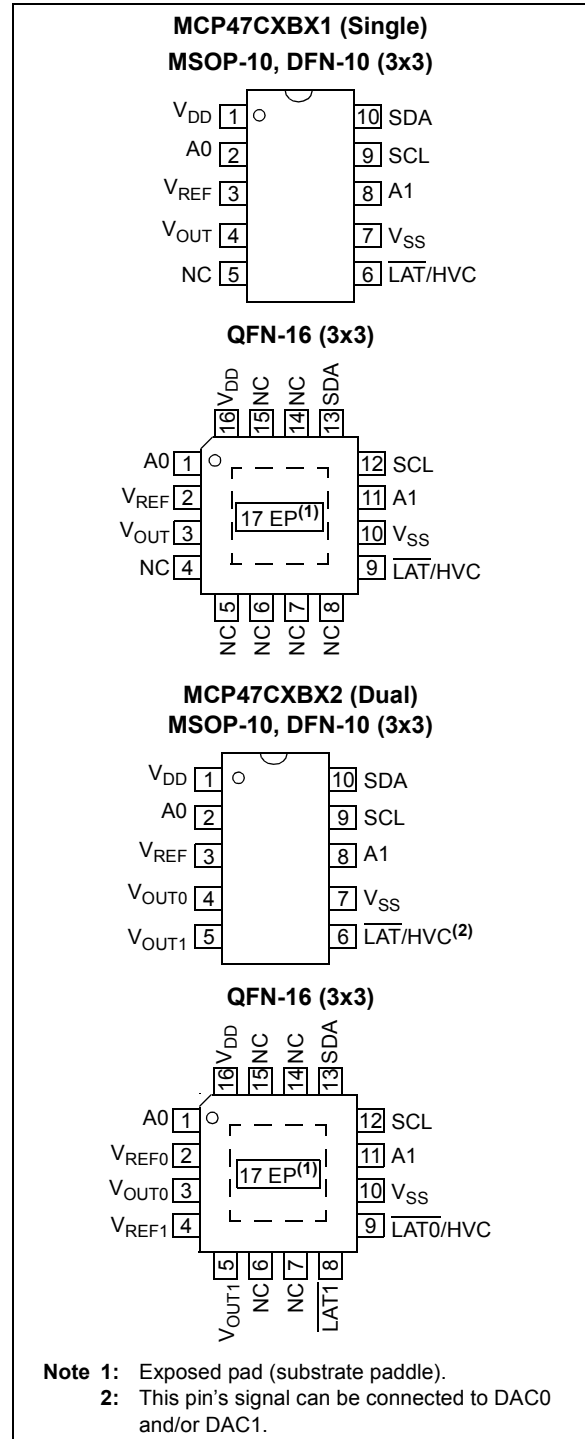 MCP47CXBX1 (Single)
MSOP-10, DFN-10 (3x3)
VDD 1 10 SDA
A0 2 9 SCL
VREF 3 8 A1
VOUT 4 7 VSS
NC 5 6 LAT/HVC
QFN-16 (3x3)
VDD NC NC SDA
16 15 14 13
A0 1 12 SCL
VREF 2 11 A1
17 EP(1)
VOUT 3 10 VSS
NC 4 9 LAT/HVC
5 6 7 8
NC NC NC NC
MCP47CXBX2 (Dual)
MSOP-10, DFN-10 (3x3)
VDD 1 10 SDA
A0 2 9 SCL
VREF 3 8 A1
VOUT0 4 7 VSS
VOUT1 5 6 LAT/HVC(2)
QFN-16 (3x3)
VDD NC NC SDA
16 15 14 13
A0 1 12 SCL
VREF0 2 11 A1
17 EP(1)
VOUT0 3 10 VSS
VREF1 4 9 LAT0/HVC
5 6 7 8
VOUT1 NC NC LAT1
Note 1: Exposed pad (substrate paddle).
2: This pin's signal can be connected to DAC0
and/or DAC1.